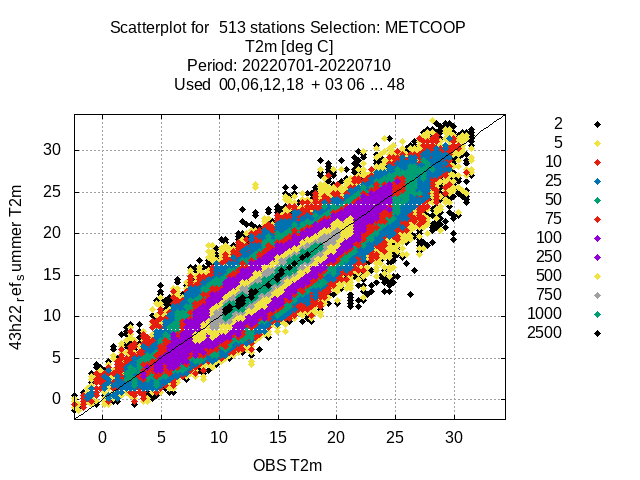 Scatterplot for 513 stations Selection: METCOOP
T2m [deg C]
Period: 20220701-20220710
Used 00,06,12,18 + 03 06 ... 48
2
5
10
25
50
75
100
250
500
750
1000
2500
30
25
20
15
10
5
0
43h22_ref_summer T2m
0 5 10 15 20 25 30
OBS T2m